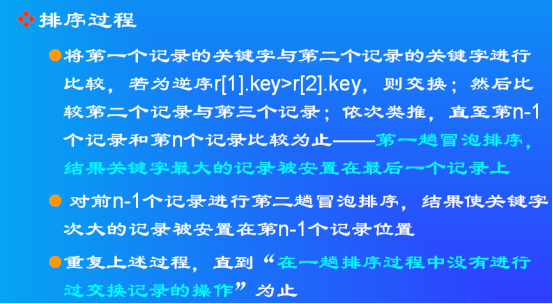 排序过程
将第一个记录的关键字与第二个记录的关键字进行
比较，若为逆序r[1].key>r[2].key，则交换；然后比
较第二个记录与第三个记录；依次类推，直至第n-1
个记录和第n个记录比较为止——第一趟冒泡排序，
结果关键字最大的记录被安置在最后一个记录上
对前n-1个记录进行第二趟冒泡排序，结果使关键字
次大的记录被安置在第n-1个记录位置
重复上述过程，直到“在一趟排序过程中没有进行
过交换记录的操作”为止